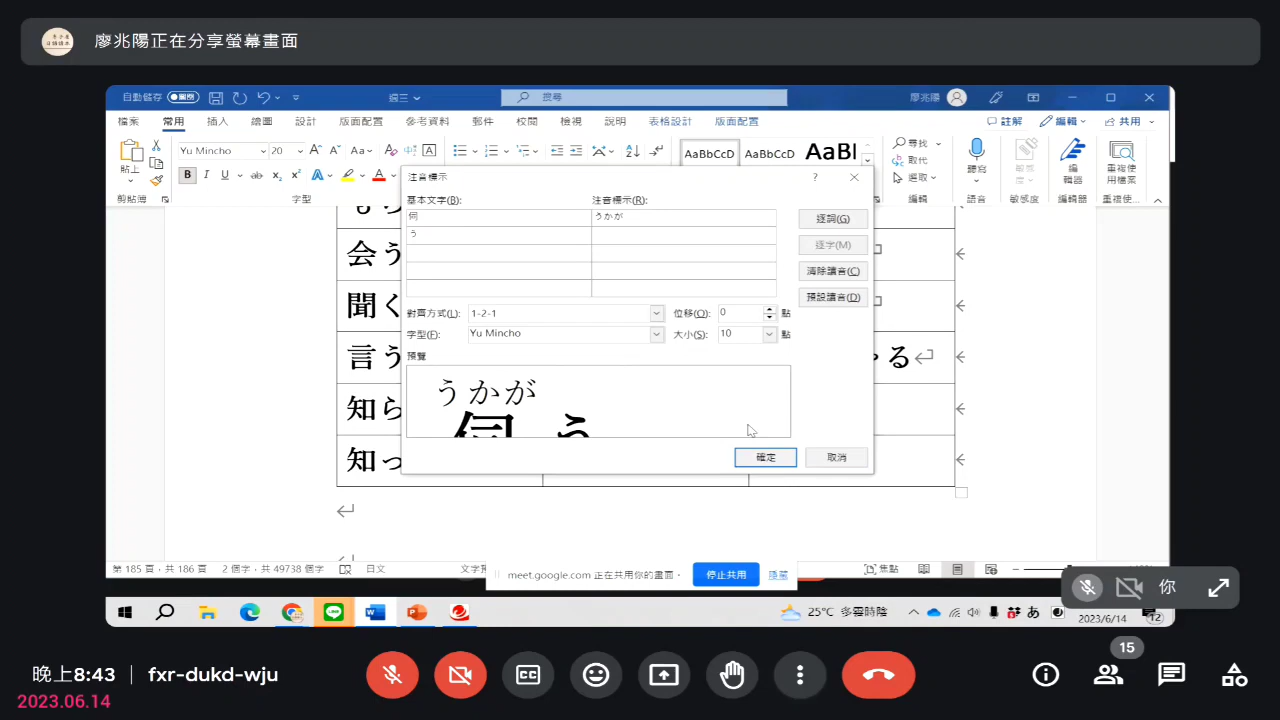 廖兆陽正在分享螢幕畫面
自動儲存 週三 搜尋 廖兆陽
檔案 常用 插入 繪圖 設計 版面配置 參考資料 郵件 校閱 檢視 說明 表格設計 版面配置 註解 編輯 共用
貼上 Yu Mincho 20 AaBbCcD AaBbCcD AaBl 尋找 取代 選取 聽寫 敏感度 編輯器 重複使用檔案
剪貼簿 字型 編輯 語音 敏感度 編輯器
注音標示
基本文字(B): 注音標示(R):
伺 うかが 逐詞(G)
う 逐字(M)
清除讀音(C)
預設讀音(D)
對齊方式(L): 1-2-1 位移(O): 0 點
字型(F): Yu Mincho 大小(S): 10 點
預覽
うかが
伺う
確定 取消
会う
聞く
言う る
知ら
知っ
第 185 頁,共 186 頁 2 個字,共 49738 個字 日文 焦點
meet.google.com 正在共用你的畫面。 停止共用 隱藏
你
25°C 多雲時陰 あ 2023/6/14 12
15
晚上8:43 fxr-dukd-wju
2023.06.14